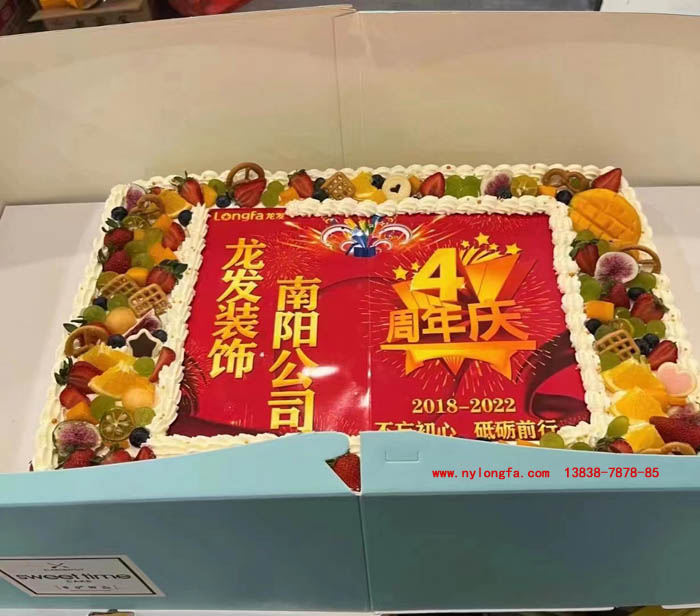 Longfa 龙发
龙发装饰
南阳公司
4
周年庆
2018-2022
不忘初心 砥砺前行
www.nylongfa.com 13838-7878-85
sweet time
CAKE